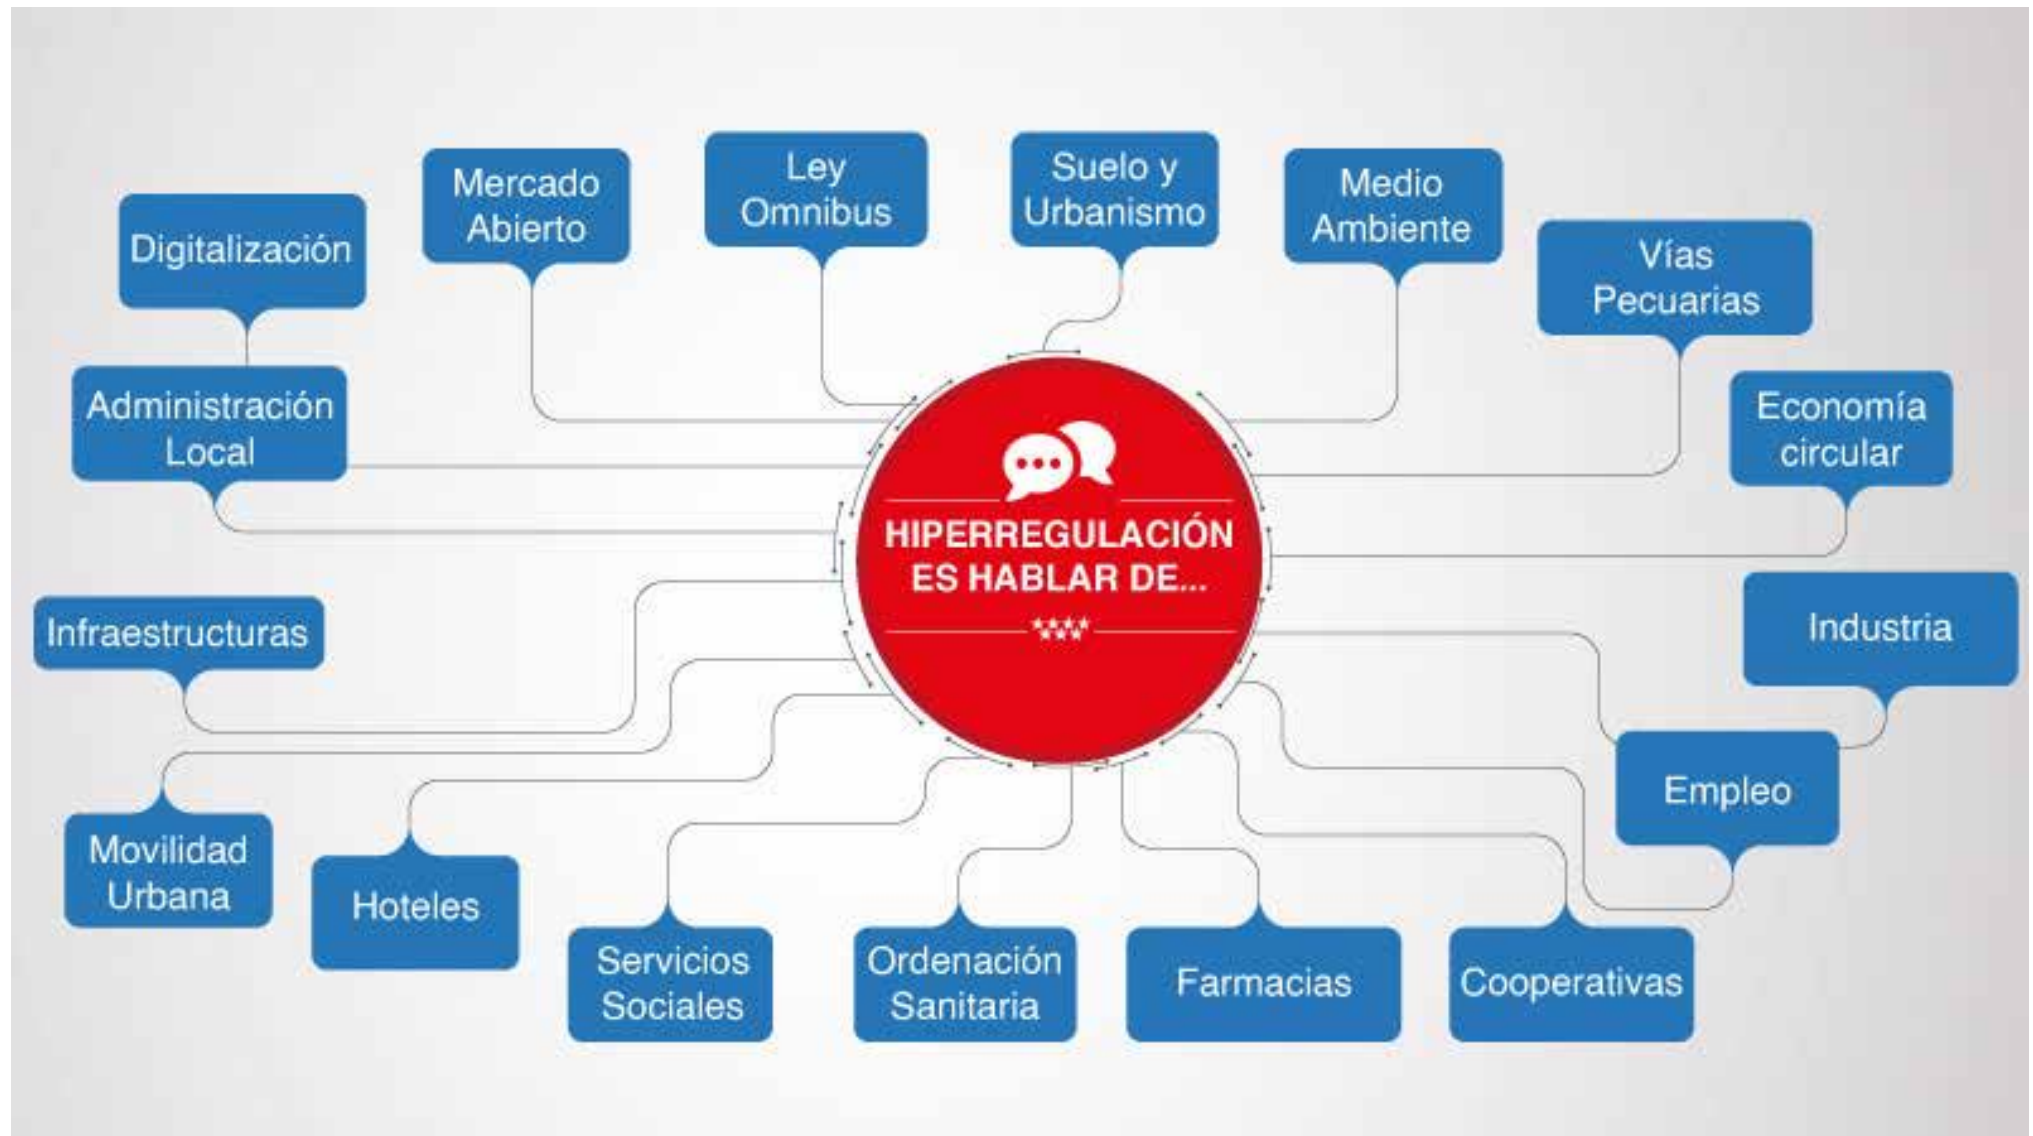 Digitalización
Mercado
Abierto
Ley
Omnibus
Suelo y
Urbanismo
Medio
Ambiente
Vías
Pecuarias
Administración
Local
Economía
circular
HIPERREGULACIÓN
ES HABLAR DE...
Infraestructuras
Industria
Movilidad
Urbana
Hoteles
Empleo
Servicios
Sociales
Ordenación
Sanitaria
Farmacias
Cooperativas